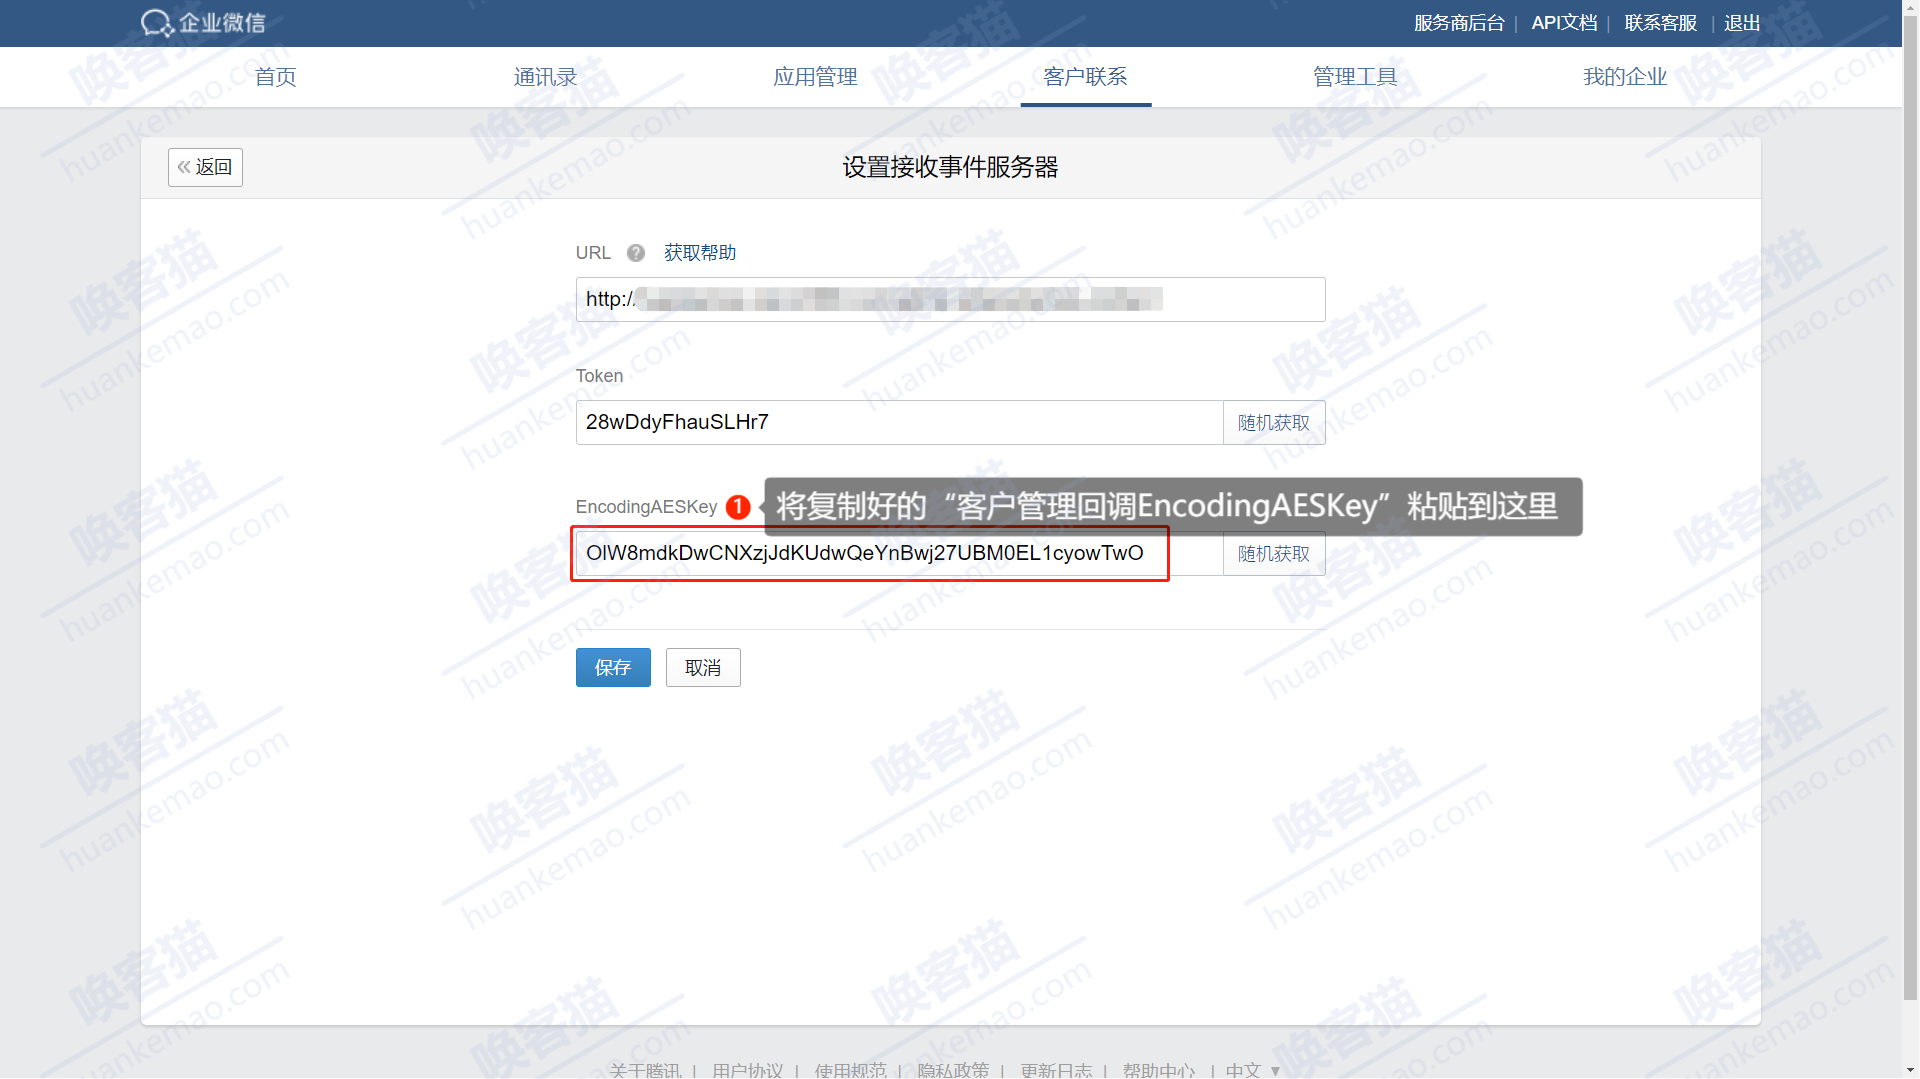 企业微信
服务商后台 | API文档 | 联系客服 | 退出
首页 通讯录 应用管理 客户联系 管理工具 我的企业
« 返回
设置接收事件服务器
URL ? 获取帮助
http:/
Token
28wDdyFhauSLHr7 随机获取
EncodingAESKey 1 将复制好的“客户管理回调EncodingAESKey”粘贴到这里
OlW8mdkDwCNXzjJdKUdwQeYnBwj27UBM0EL1cyowTwO 随机获取
保存 取消
关于腾讯 | 用户协议 | 使用规范 | 隐私政策 | 更新日志 | 帮助中心 | 中文 ▼
唤客猫
huankemao.com